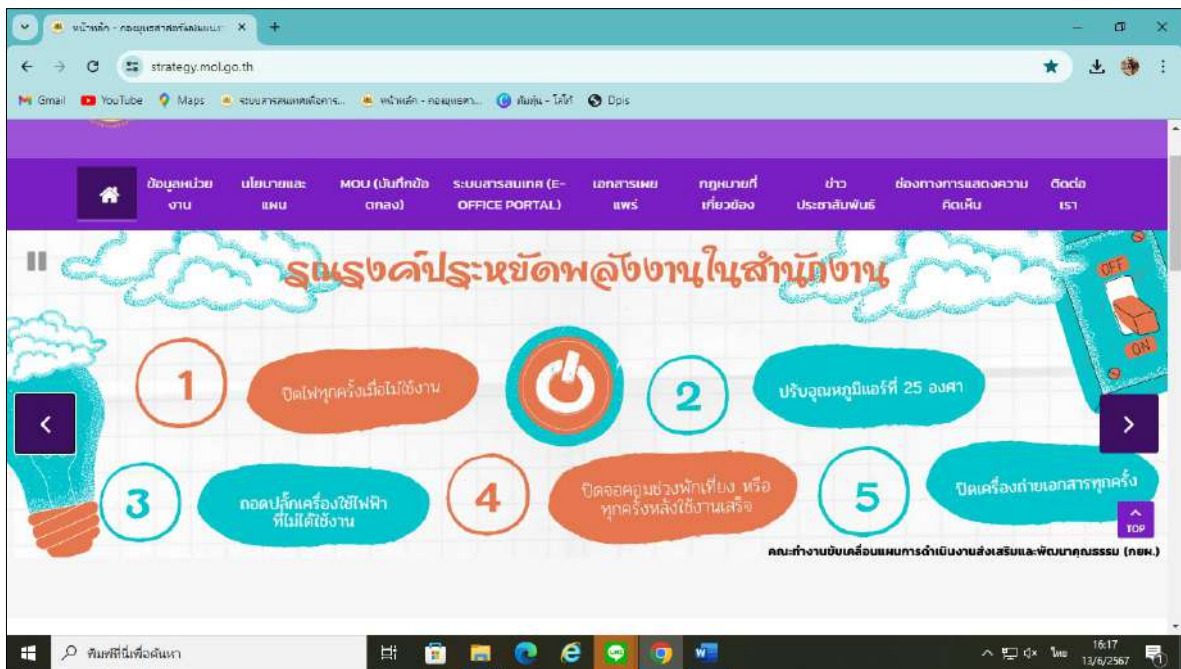 หน้าหลัก - กองยุทธศาสตร์และแผนงา
strategy.mol.go.th
Gmail YouTube Maps ระบบสารสนเทศเพื่อการ... หน้าหลัก - กองยุทธศา... Dpis
ข้อมูลหน่วย
งาน
นโยบายและ
แผน
MOU (บันทึกข้อ
ตกลง)
ระบบสารสนเทศ (E-
OFFICE PORTAL)
เอกสารเผย
แพร่
กฎหมายที่
เกี่ยวข้อง
ข่าว
ประชาสัมพันธ์
ช่องทางการแสดงความ
คิดเห็น
ติดต่อ
เรา
รณรงค์ประหยัดพลังงานในสำนักงาน
OFF
ON
1
ปิดไฟทุกครั้งเมื่อไม่ใช้งาน
2
ปรับอุณหภูมิแอร์ที่ 25 องศา
3
ถอดปลั๊กเครื่องใช้ไฟฟ้า
ที่ไม่ได้ใช้งาน
4
ปิดจอคอมช่วงพักเที่ยง หรือ
ทุกครั้งหลังใช้งานเสร็จ
5
ปิดเครื่องถ่ายเอกสารทุกครั้ง
TOP
คณะทำงานขับเคลื่อนแผนการดำเนินงานส่งเสริมและพัฒนาคุณธรรม (กยผ.)
พิมพ์ที่นี่เพื่อค้นหา
ไทย
16:17
13/6/2567